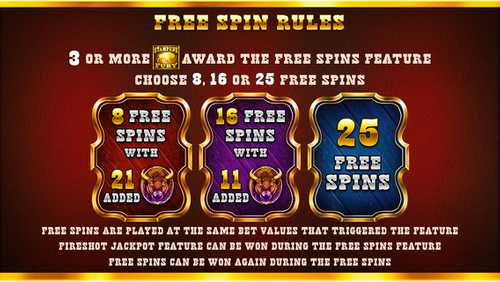 FREE SPIN RULES
3 OR MORE STAMPEDE FURY AWARD THE FREE SPINS FEATURE
CHOOSE 8, 16 OR 25 FREE SPINS
8 FREE
SPINS
WITH
21
ADDED
16 FREE
SPINS
WITH
11
ADDED
25
FREE
SPINS
FREE SPINS ARE PLAYED AT THE SAME BET VALUES THAT TRIGGERED THE FEATURE
FIRESHOT JACKPOT FEATURE CAN BE WON DURING THE FREE SPINS FEATURE
FREE SPINS CAN BE WON AGAIN DURING THE FREE SPINS